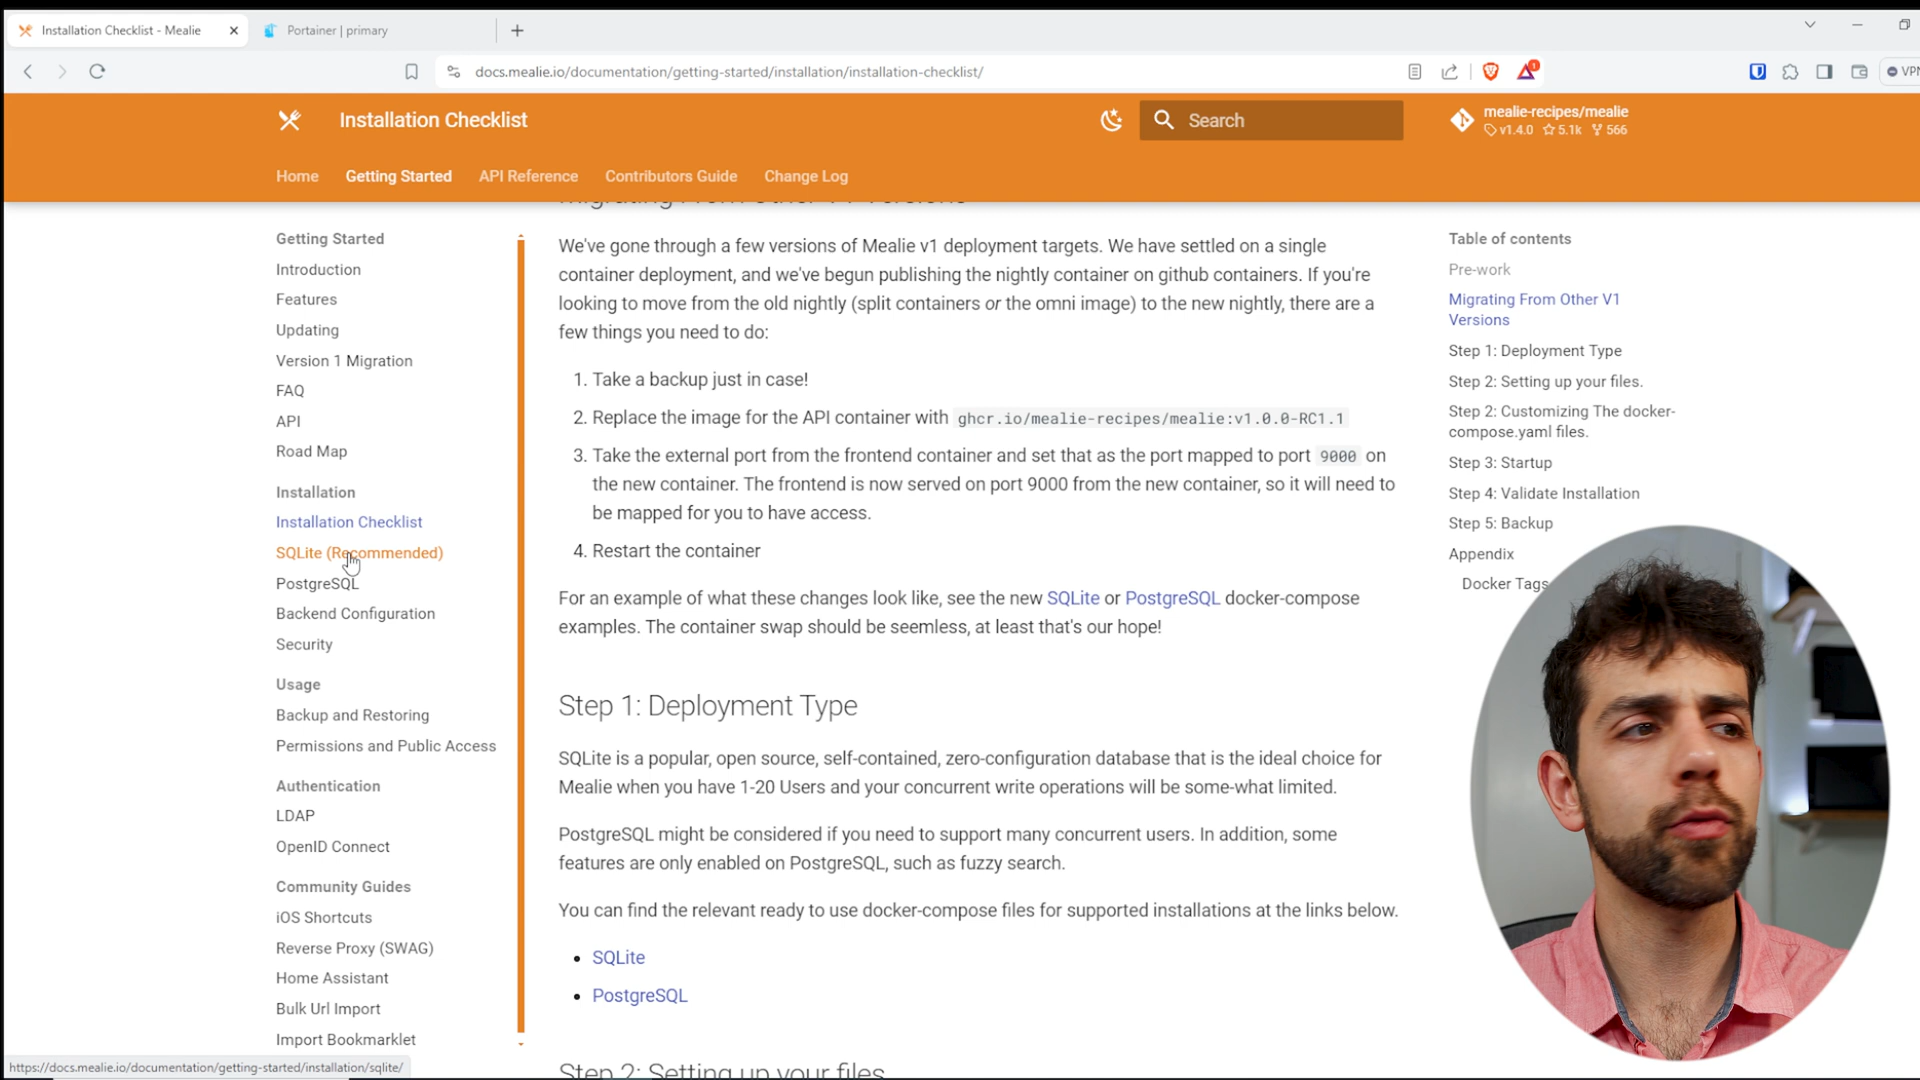 Installation Checklist - Mealie
Portainer | primary
docs.mealie.io/documentation/getting-started/installation/installation-checklist/
1
VPN
Installation Checklist
Search
mealie-recipes/mealie
v1.4.0 5.1k 566
Home Getting Started API Reference Contributors Guide Change Log
Getting Started
Introduction
Features
Updating
Version 1 Migration
FAQ
API
Road Map
Installation
Installation Checklist
SQLite (Recommended)
PostgreSQL
Backend Configuration
Security
Usage
Backup and Restoring
Permissions and Public Access
Authentication
LDAP
OpenID Connect
Community Guides
iOS Shortcuts
Reverse Proxy (SWAG)
Home Assistant
Bulk Url Import
Import Bookmarklet
Migrating From Other V1 Versions
We've gone through a few versions of Mealie v1 deployment targets. We have settled on a single
container deployment, and we've begun publishing the nightly container on github containers. If you're
looking to move from the old nightly (split containers or the omni image) to the new nightly, there are a
few things you need to do:
1. Take a backup just in case!
2. Replace the image for the API container with ghcr.io/mealie-recipes/mealie:v1.0.0-RC1.1
3. Take the external port from the frontend container and set that as the port mapped to port 9000 on
the new container. The frontend is now served on port 9000 from the new container, so it will need to
be mapped for you to have access.
4. Restart the container
For an example of what these changes look like, see the new SQLite or PostgreSQL docker-compose
examples. The container swap should be seemless, at least that's our hope!
Step 1: Deployment Type
SQLite is a popular, open source, self-contained, zero-configuration database that is the ideal choice for
Mealie when you have 1-20 Users and your concurrent write operations will be some-what limited.
PostgreSQL might be considered if you need to support many concurrent users. In addition, some
features are only enabled on PostgreSQL, such as fuzzy search.
You can find the relevant ready to use docker-compose files for supported installations at the links below.
• SQLite
• PostgreSQL
Step 2: Setting up your files
Table of contents
Pre-work
Migrating From Other V1
Versions
Step 1: Deployment Type
Step 2: Setting up your files.
Step 2: Customizing The docker-
compose.yaml files.
Step 3: Startup
Step 4: Validate Installation
Step 5: Backup
Appendix
Docker Tags
https://docs.mealie.io/documentation/getting-started/installation/sqlite/